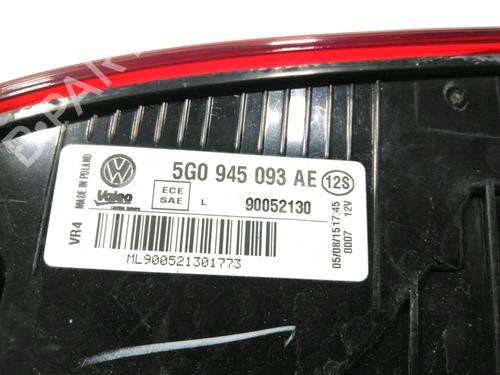 MADE IN POLAND
VR4
Valeo
ECE
SAE
L
5G0 945 093 AE
12S
90052130
05/08/15 17:45
0007 12V
ML900521301773
B-PARTS